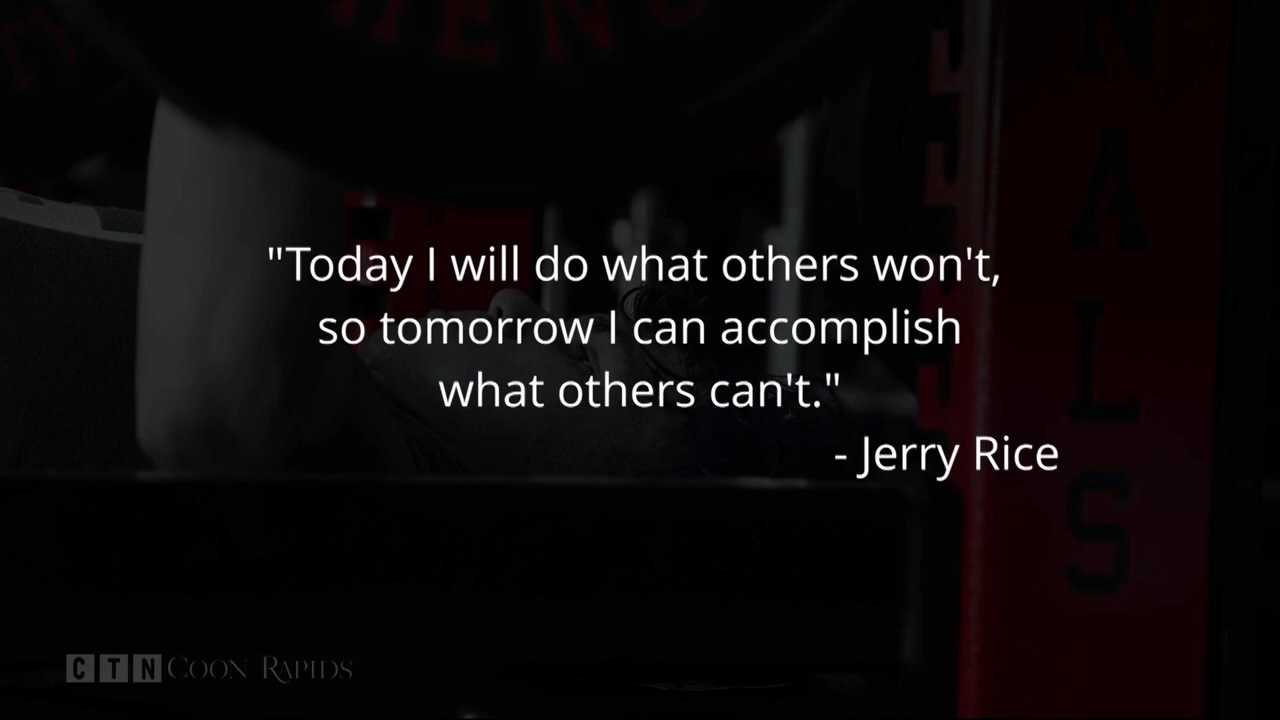 "Today I will do what others won't,
so tomorrow I can accomplish
what others can't."
- Jerry Rice
N
A
L
S
CTN COON RAPIDS